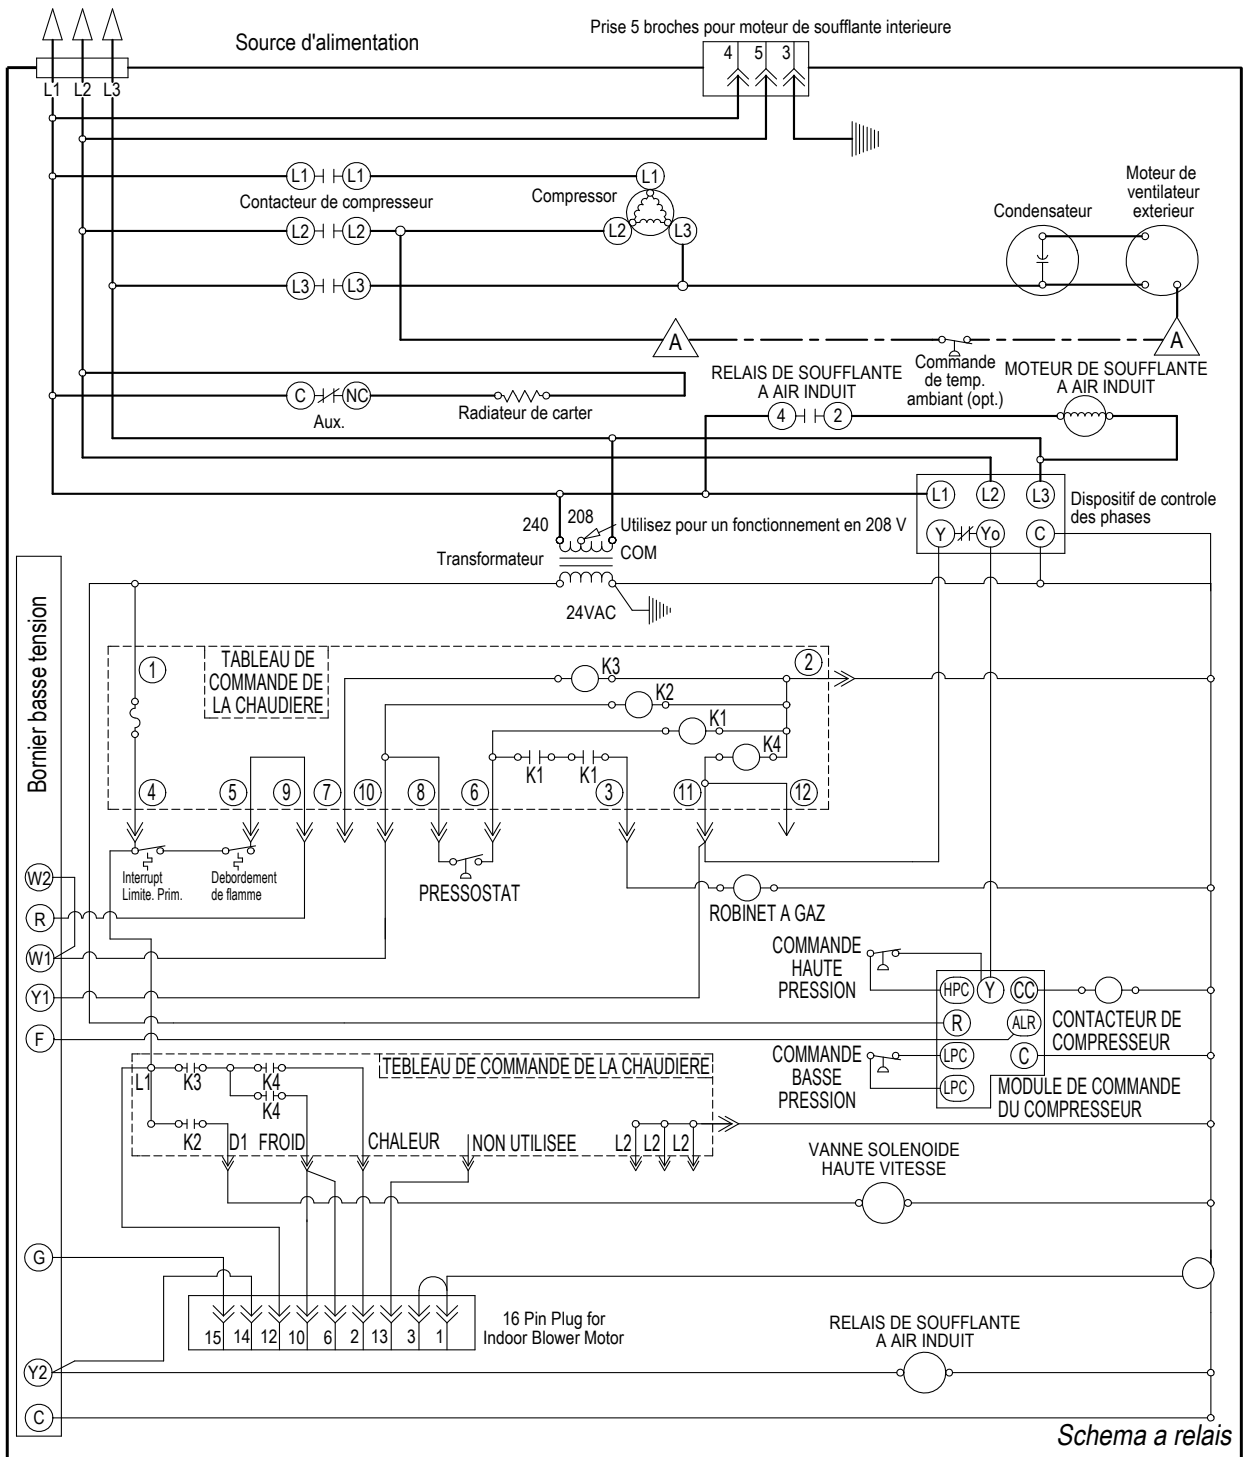 Source d'alimentation
Prise 5 broches pour moteur de soufflante interieure
4 5 3
L1 L2 L3
L1 L1 L1
Contacteur de compresseur
Compressor
Moteur de
ventilateur
exterieur
Condensateur
L2 L2 L2 L3
L3 L3
A A
Commande
de temp.
ambiant (opt.)
RELAIS DE SOUFFLANTE
A AIR INDUIT
MOTEUR DE SOUFFLANTE
A AIR INDUIT
C NC
Aux.
Radiateur de carter
4 2
L1 L2 L3
Dispositif de controle
des phases
240 208
Utilisez pour un fonctionnement en 208 V
Y Yo C
Transformateur
COM
24VAC
Bornier basse tension
TABLEAU DE
COMMANDE DE
LA CHAUDIERE
1 K3 2
K2
K1
K4
K1 K1
4 5 9 7 10 8 6 3 11 12
Interrupt
Limite. Prim.
Debordement
de flamme
PRESSOSTAT
ROBINET A GAZ
W2
R
W1
Y1
F
COMMANDE
HAUTE
PRESSION
HPC Y CC
R ALR
CONTACTEUR DE
COMPRESSEUR
COMMANDE
BASSE
PRESSION
LPC C
LPC
MODULE DE COMMANDE
DU COMPRESSEUR
TEBLEAU DE COMMANDE DE LA CHAUDIERE
L1 K3 K4
K4
K2 D1 FROID CHALEUR NON UTILISEE L2 L2 L2
VANNE SOLENOIDE
HAUTE VITESSE
G
15 14 12 10 6 2 13 3 1
16 Pin Plug for
Indoor Blower Motor
RELAIS DE SOUFFLANTE
A AIR INDUIT
Y2
C
Schema a relais